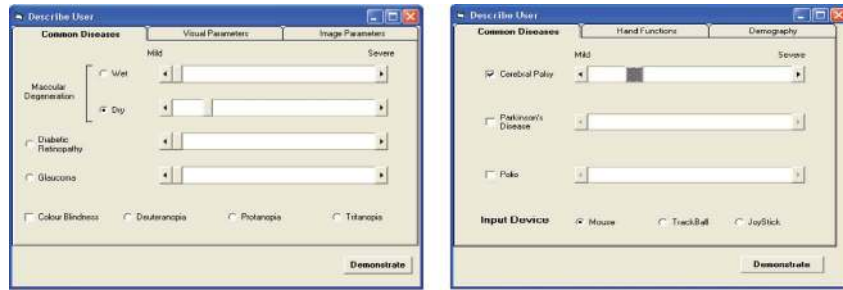 Describe User
Common Diseases Visual Parameters Image Parameters
Mild Severe
Maccular Degeneration
Wet
Dry
Diabetic Retinopathy
Glaucoma
Colour Blindness Deuteranopia Protanopia Tritanopia
Demonstrate
Describe User
Common Diseases Hand Functions Demography
Mild Severe
Cerebral Palsy
Parkinson's Disease
Polio
Input Device Mouse TrackBall JoyStick
Demonstrate